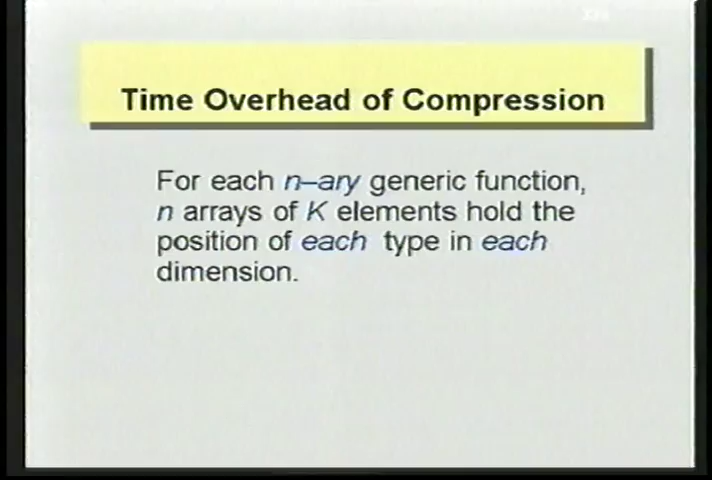 Time Overhead of Compression
For each n–ary generic function,
n arrays of K elements hold the
position of each type in each
dimension.